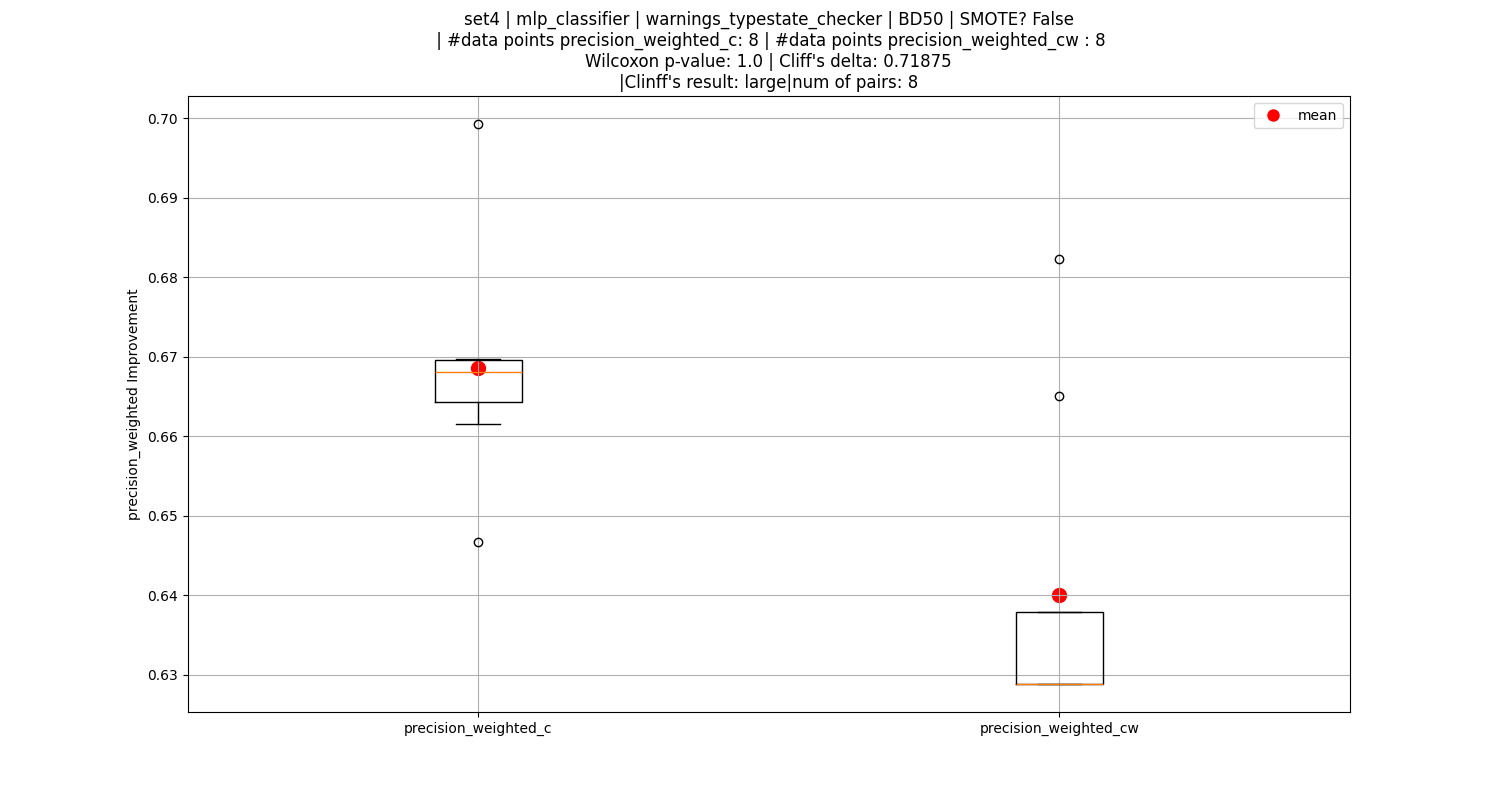 set4 | mlp_classifier | warnings_typestate_checker | BD50 | SMOTE? False
| #data points precision_weighted_c: 8 | #data points precision_weighted_cw : 8
Wilcoxon p-value: 1.0 | Cliff's delta: 0.71875
|Clinff's result: large|num of pairs: 8
mean
0.70
0.69
0.68
0.67
0.66
0.65
0.64
0.63
precision_weighted Improvement
precision_weighted_c
precision_weighted_cw